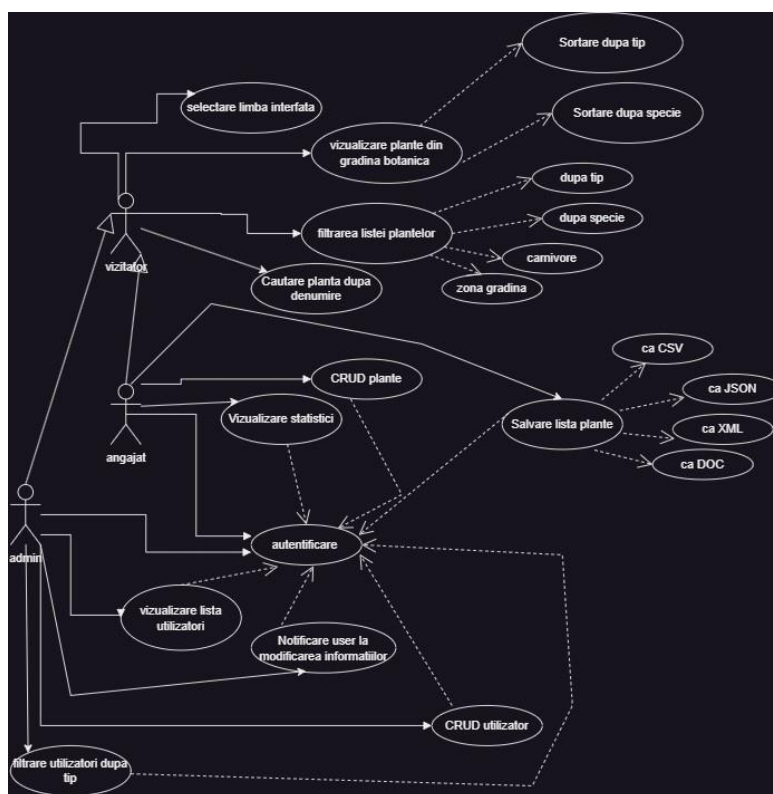 Sortare dupa tip
selectare limba interfata
Sortare dupa specie
vizualizare plante din
gradina botanica
dupa tip
dupa specie
filtrarea listei plantelor
carnivore
vizitator
Cautare planta dupa
denumire
zona gradina
ca CSV
CRUD plante
ca JSON
Vizualizare statistici
Salvare lista plante
ca XML
angajat
ca DOC
autentificare
admin
vizualizare lista
utilizatori
Notificare user la
modificarea informatiilor
CRUD utilizator
filtrare utilizatori dupa
tip